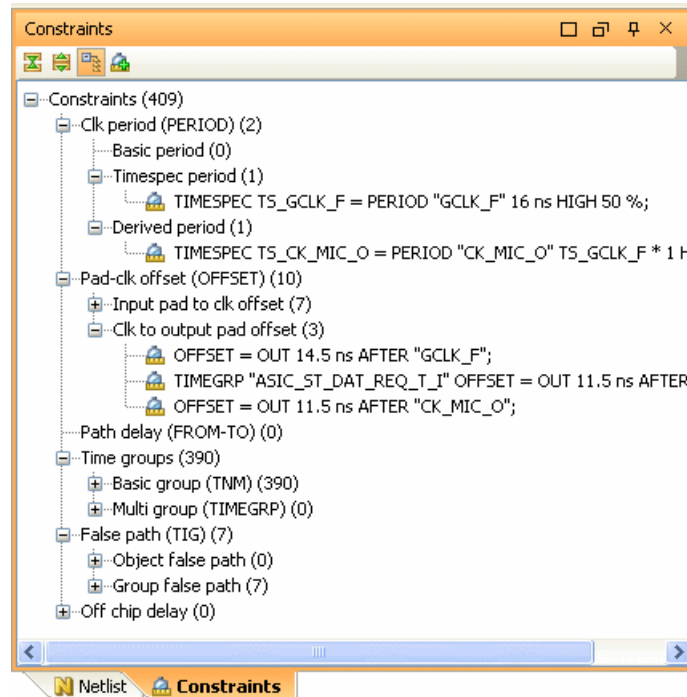 Constraints
Constraints (409)
Clk period (PERIOD) (2)
Basic period (0)
Timespec period (1)
TIMESPEC TS_GCLK_F = PERIOD "GCLK_F" 16 ns HIGH 50 %;
Derived period (1)
TIMESPEC TS_CK_MIC_O = PERIOD "CK_MIC_O" TS_GCLK_F * 1 H
Pad-clk offset (OFFSET) (10)
Input pad to clk offset (7)
Clk to output pad offset (3)
OFFSET = OUT 14.5 ns AFTER "GCLK_F";
TIMEGRP "ASIC_ST_DAT_REQ_T_I" OFFSET = OUT 11.5 ns AFTER
OFFSET = OUT 11.5 ns AFTER "CK_MIC_O";
Path delay (FROM-TO) (0)
Time groups (390)
Basic group (TNM) (390)
Multi group (TIMEGRP) (0)
False path (TIG) (7)
Object false path (0)
Group false path (7)
Off chip delay (0)
Netlist Constraints